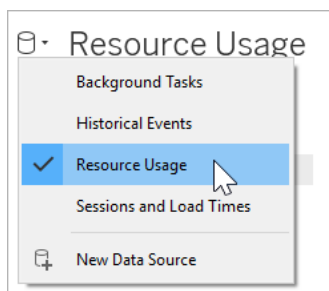 Resource Usage
Background Tasks
Historical Events
Resource Usage
Sessions and Load Times
New Data Source